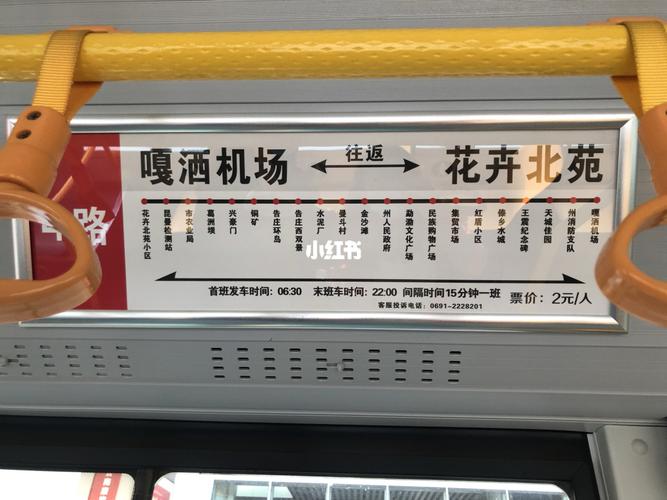 路
嘎洒机场 往返 花卉北苑
花卉北苑小区
昆曼检测站
市农业局
葛洲坝
兴豪门
铜矿
告庄环岛
告庄西双景
水泥厂
曼斗村
金沙滩
州人民政府
勐泐文化广场
民族购物广场
集贸市场
红盾小区
傣乡水城
王震纪念碑
天城佳园
州消防支队
嘎洒机场
小红书
首班发车时间：06:30 末班车时间：22:00 间隔时间15分钟一班 票价：2元/人
客服投诉电话：0691-2228201